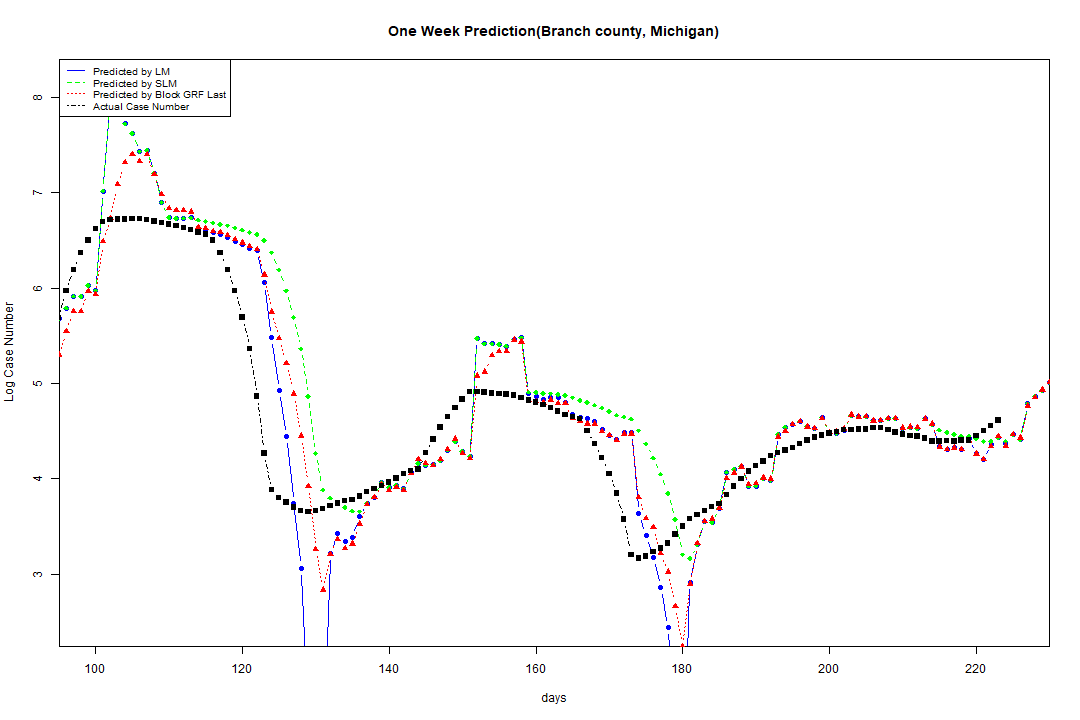 One Week Prediction(Branch county, Michigan)
Predicted by LM
Predicted by SLM
Predicted by Block GRF Last
Actual Case Number
Log Case Number
8
7
6
5
4
3
100 120 140 160 180 200 220
days